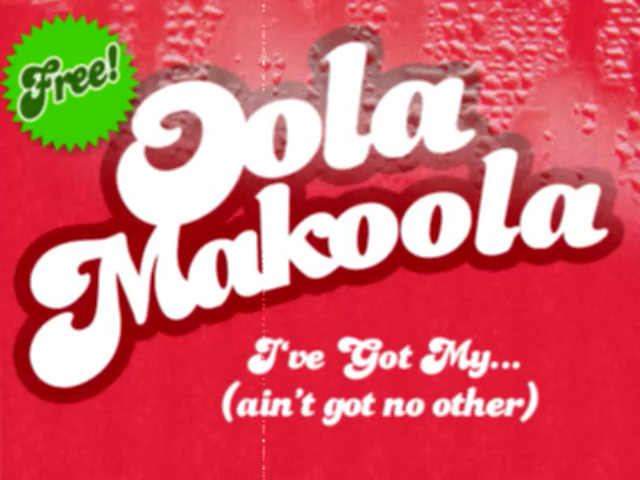 Free!
Oola
Makoola
I've Got My...
(ain't got no other)